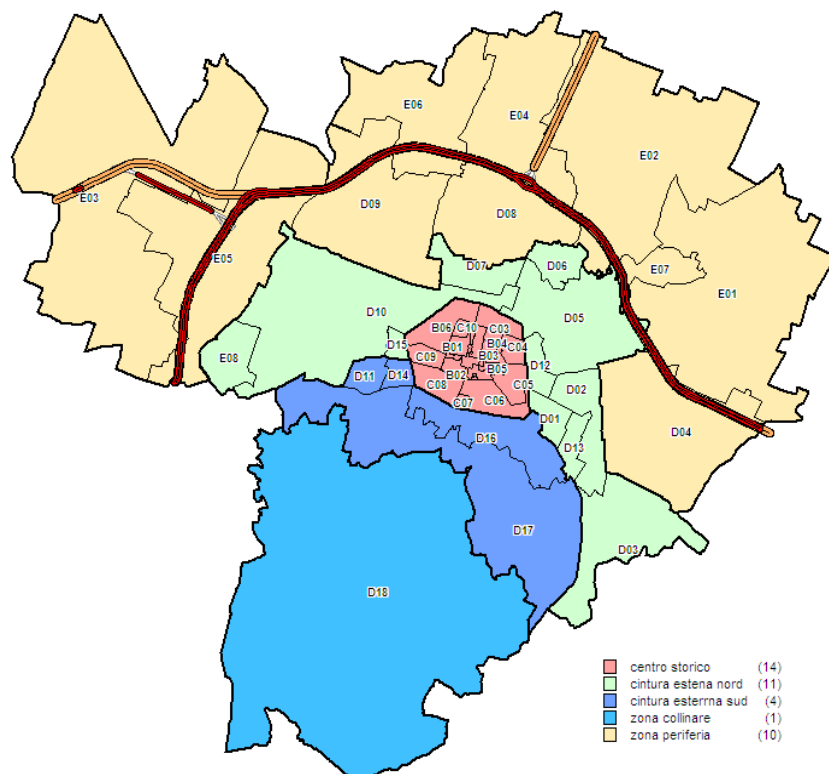 E06
E04
E02
E03
D09
D08
E05
D07
D06
E07
E01
D10
D05
B06
C10
C03
D15
B01
B04
C04
C09
B03
D12
E08
D11
D14
B02
B05
C08
C05
D02
C07
C06
D01
D16
D13
D04
D17
D03
D18
centro storico (14)
cintura estena nord (11)
cintura esterrna sud (4)
zona collinare (1)
zona periferia (10)